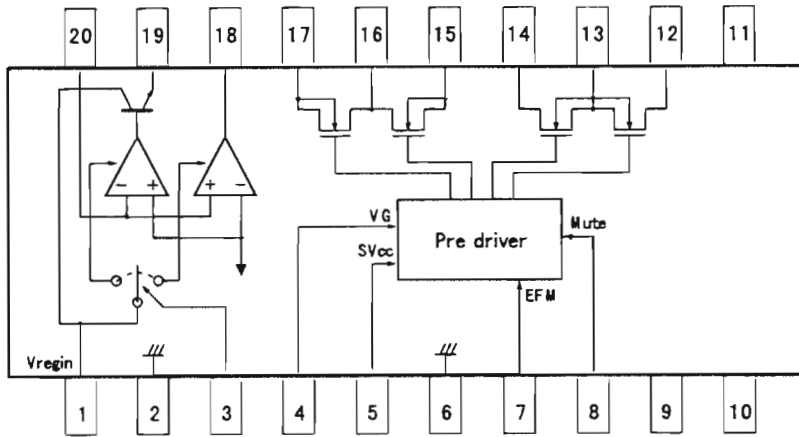 20 19 18 17 16 15 14 13 12 11
- + + -
VG
Mute
Pre driver
SVcc
EFM
Vregin
1 2 3 4 5 6 7 8 9 10